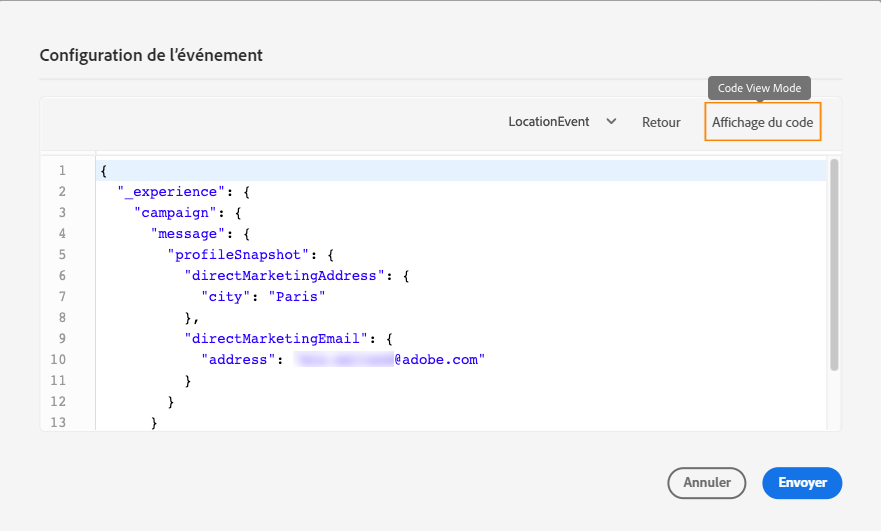 Configuration de l'événement
Code View Mode
LocationEvent Retour Affichage du code
1 {
2 "_experience": {
3 "campaign": {
4 "message": {
5 "profileSnapshot": {
6 "directMarketingAddress": {
7 "city": "Paris"
8 },
9 "directMarketingEmail": {
10 "address": @adobe.com"
11 }
12 }
13 }
Annuler Envoyer